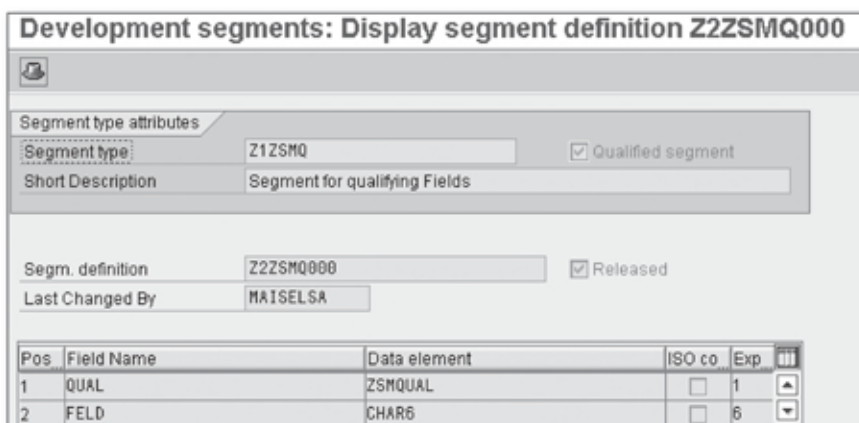 Development segments: Display segment definition Z2ZSMQ000
Segment type attributes
Segment type Z1ZSMQ Qualified segment
Short Description Segment for qualifying Fields
Segm. definition Z2ZSMQ000 Released
Last Changed By MAISELSA
Pos... Field Name Data element ISO co... Exp...
1 QUAL ZSMQUAL 1
2 FELD CHAR6 6